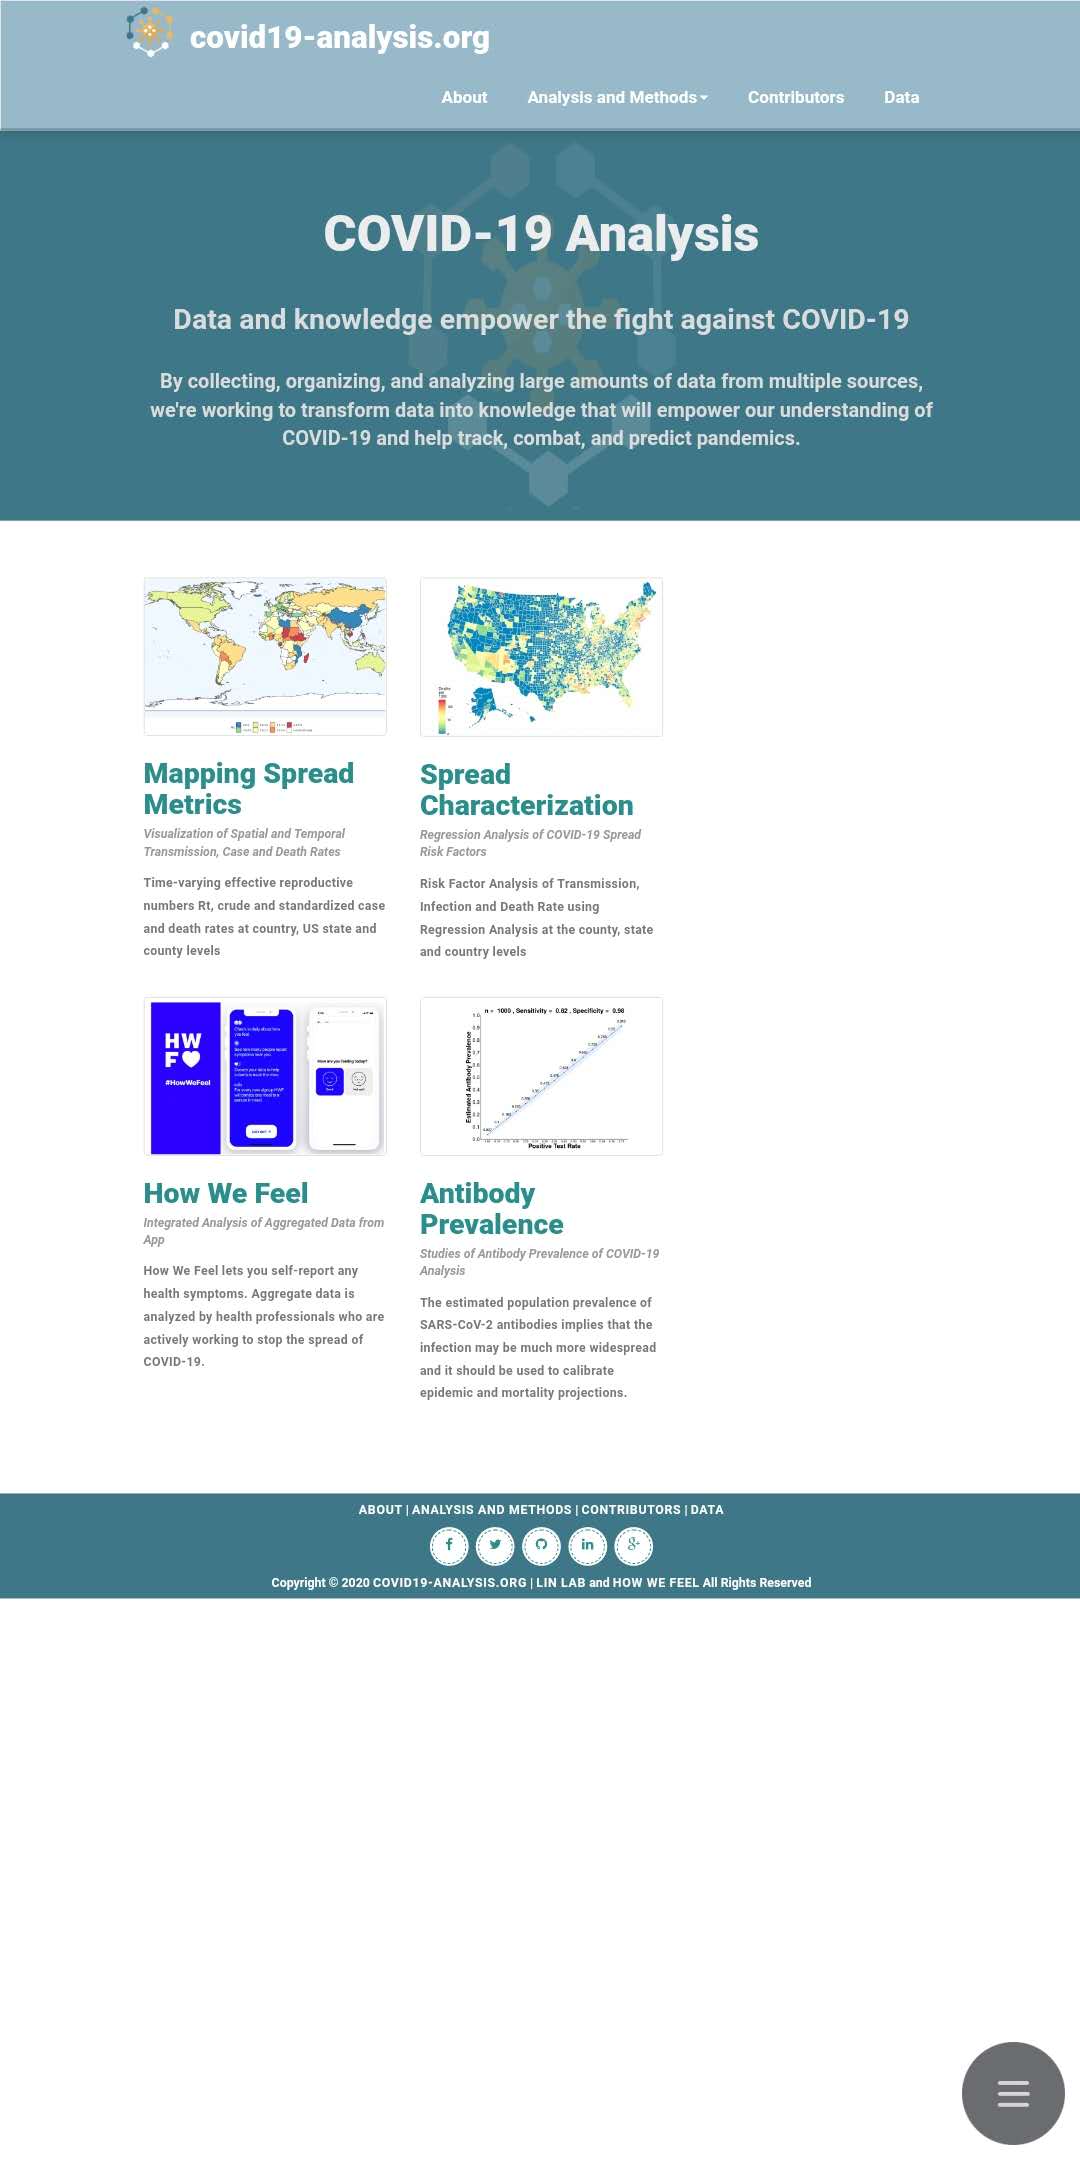 covid19-analysis.org
About
Analysis and Methods
Contributors
Data
COVID-19 Analysis
Data and knowledge empower the fight against COVID-19
By collecting, organizing, and analyzing large amounts of data from multiple sources,
we're working to transform data into knowledge that will empower our understanding of
COVID-19 and help track, combat, and predict pandemics.
Mapping Spread
Metrics
Visualization of Spatial and Temporal
Transmission, Case and Death Rates
Time-varying effective reproductive
numbers Rt, crude and standardized case
and death rates at country, US state and
county levels
Spread
Characterization
Regression Analysis of COVID-19 Spread
Risk Factors
Risk Factor Analysis of Transmission,
Infection and Death Rate using
Regression Analysis at the county, state
and country levels
HW
F
#HowWeFeel
How are you feeling today?
How We Feel
Integrated Analysis of Aggregated Data from
App
How We Feel lets you self-report any
health symptoms. Aggregate data is
analyzed by health professionals who are
actively working to stop the spread of
COVID-19.
n = 1000 , Sensitivity = 0.82 , Specificity = 0.98
Estimated Antibody Prevalence
Positive Test Rate
Antibody
Prevalence
Studies of Antibody Prevalence of COVID-19
Analysis
The estimated population prevalence of
SARS-CoV-2 antibodies implies that the
infection may be much more widespread
and it should be used to calibrate
epidemic and mortality projections.
ABOUT | ANALYSIS AND METHODS | CONTRIBUTORS | DATA
Copyright © 2020 COVID19-ANALYSIS.ORG | LIN LAB and HOW WE FEEL All Rights Reserved